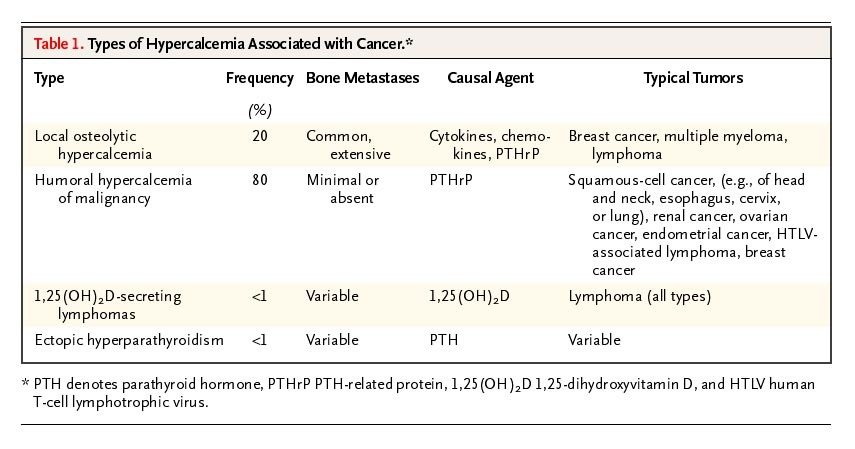 Table 1. Types of Hypercalcemia Associated with Cancer.*
Type Frequency Bone Metastases Causal Agent Typical Tumors
(%)
Local osteolytic 20 Common, Cytokines, chemo- Breast cancer, multiple myeloma,
hypercalcemia extensive kines, PTHrP lymphoma
Humoral hypercalcemia 80 Minimal or PTHrP Squamous-cell cancer, (e.g., of head
of malignancy absent and neck, esophagus, cervix,
or lung), renal cancer, ovarian
cancer, endometrial cancer, HTLV-
associated lymphoma, breast
cancer
1,25(OH)₂D-secreting <1 Variable 1,25(OH)₂D Lymphoma (all types)
lymphomas
Ectopic hyperparathyroidism <1 Variable PTH Variable
* PTH denotes parathyroid hormone, PTHrP PTH-related protein, 1,25(OH)₂D 1,25-dihydroxyvitamin D, and HTLV human
T-cell lymphotrophic virus.